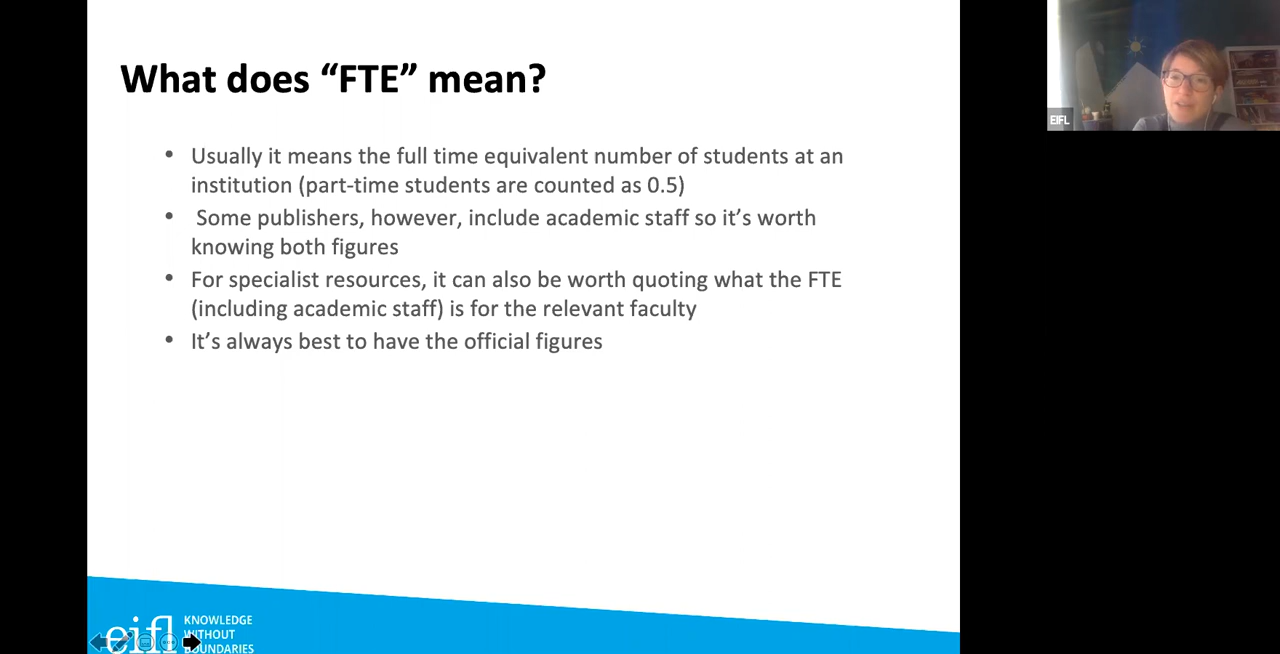 What does “FTE” mean?
• Usually it means the full time equivalent number of students at an
institution (part-time students are counted as 0.5)
• Some publishers, however, include academic staff so it’s worth
knowing both figures
• For specialist resources, it can also be worth quoting what the FTE
(including academic staff) is for the relevant faculty
• It’s always best to have the official figures
EIFL
eifl
KNOWLEDGE
WITHOUT
BOUNDARIES